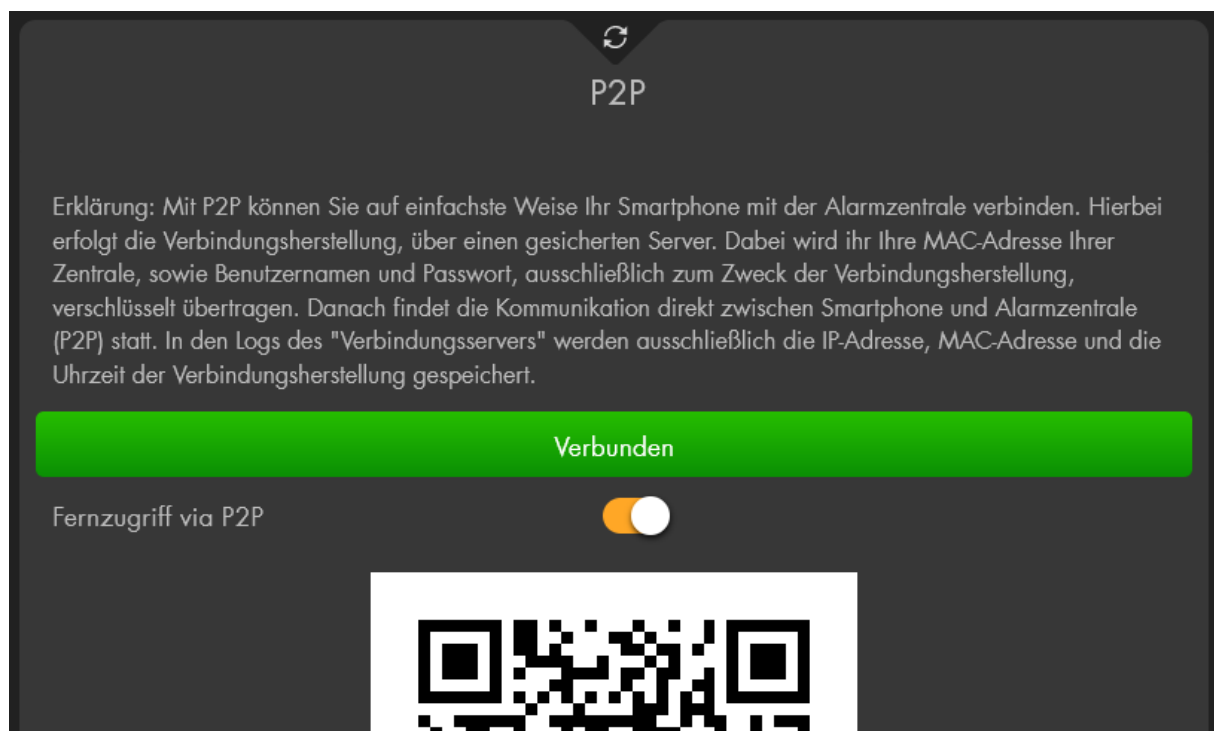 P2P
Erklärung: Mit P2P können Sie auf einfachste Weise Ihr Smartphone mit der Alarmzentrale verbinden. Hierbei
erfolgt die Verbindungsherstellung, über einen gesicherten Server. Dabei wird ihr Ihre MAC-Adresse Ihrer
Zentrale, sowie Benutzernamen und Passwort, ausschließlich zum Zweck der Verbindungsherstellung,
verschlüsselt übertragen. Danach findet die Kommunikation direkt zwischen Smartphone und Alarmzentrale
(P2P) statt. In den Logs des "Verbindungsservers" werden ausschließlich die IP-Adresse, MAC-Adresse und die
Uhrzeit der Verbindungsherstellung gespeichert.
Verbunden
Fernzugriff via P2P